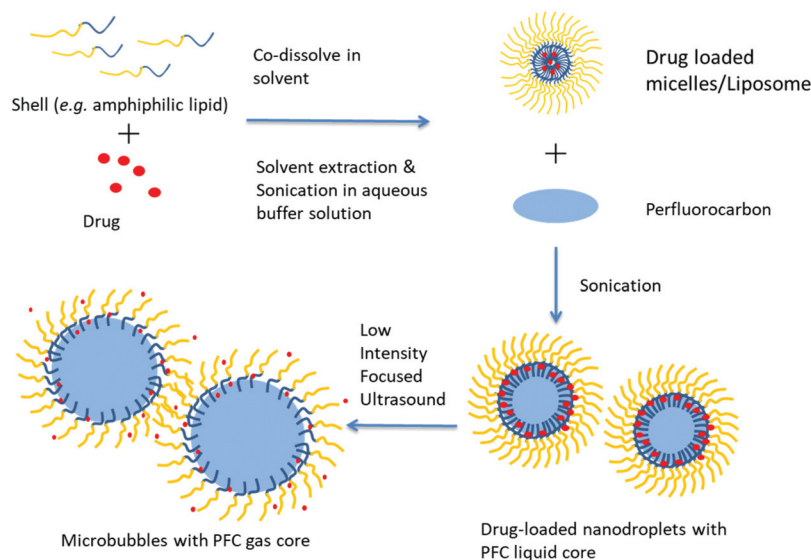 Shell (e.g. amphiphilic lipid)
+
Drug
Co-dissolve in
solvent
Solvent extraction &
Sonication in aqueous
buffer solution
Drug loaded
micelles/Liposome
+
Perfluorocarbon
Sonication
Drug-loaded nanodroplets with
PFC liquid core
Low
Intensity
Focused
Ultrasound
Microbubbles with PFC gas core